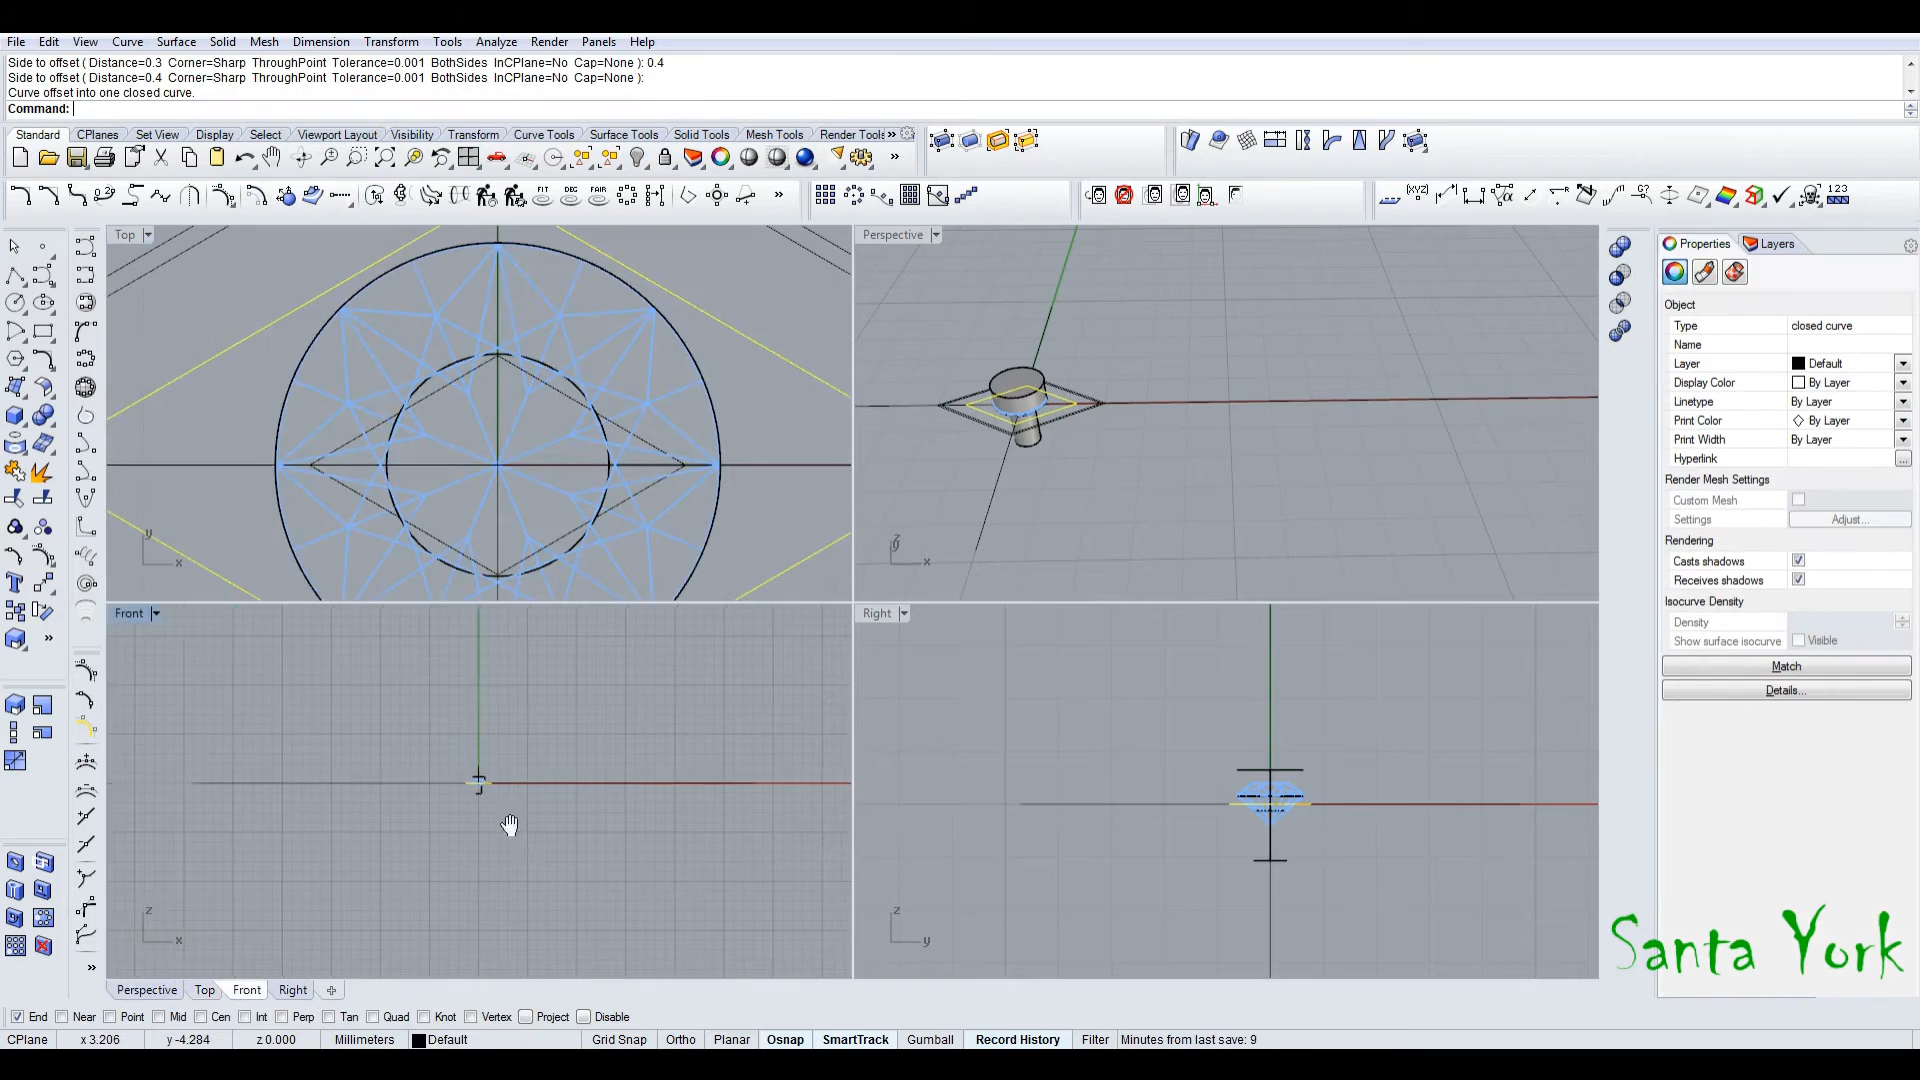 File Edit View Curve Surface Solid Mesh Dimension Transform Tools Analyze Render Panels Help
Side to offset ( Distance=0.3 Corner=Sharp ThroughPoint Tolerance=0.001 BothSides InCPlane=No Cap=None ): 0.4
Side to offset ( Distance=0.4 Corner=Sharp ThroughPoint Tolerance=0.001 BothSides InCPlane=No Cap=None ):
Curve offset into one closed curve.
Command:
Standard CPlanes Set View Display Select Viewport Layout Visibility Transform Curve Tools Surface Tools Solid Tools Mesh Tools Render Tools
FIT DEG FAIR
XYZ
G?
123
Top
Perspective
Properties Layers
Object
Type closed curve
Name
Layer Default
Display Color By Layer
Linetype By Layer
Print Color By Layer
Print Width By Layer
Hyperlink ...
Render Mesh Settings
Custom Mesh
Settings Adjust...
Rendering
Casts shadows
Receives shadows
Isocurve Density
Density
Show surface isocurve Visible
Match
Details...
y
x
x
Front
Right
z
x
z
y
Santa York
Perspective Top Front Right
End Near Point Mid Cen Int Perp Tan Quad Knot Vertex Project Disable
CPlane x 3.206 y -4.284 z 0.000 Millimeters Default Grid Snap Ortho Planar Osnap SmartTrack Gumball Record History Filter Minutes from last save: 9